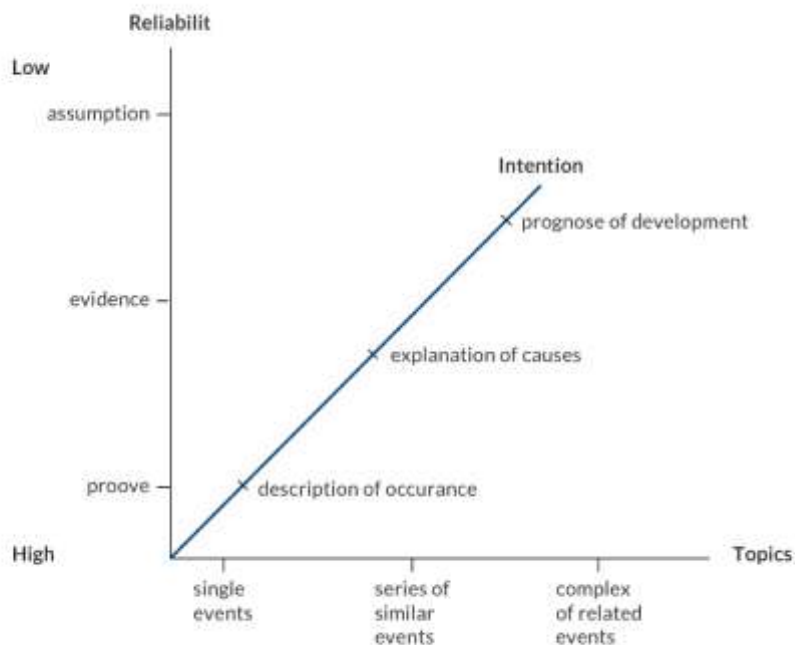 Reliabilit
Low
assumption
Intention
prognose of development
evidence
explanation of causes
proove
description of occurance
High
Topics
single
events
series of
similar
events
complex
of related
events